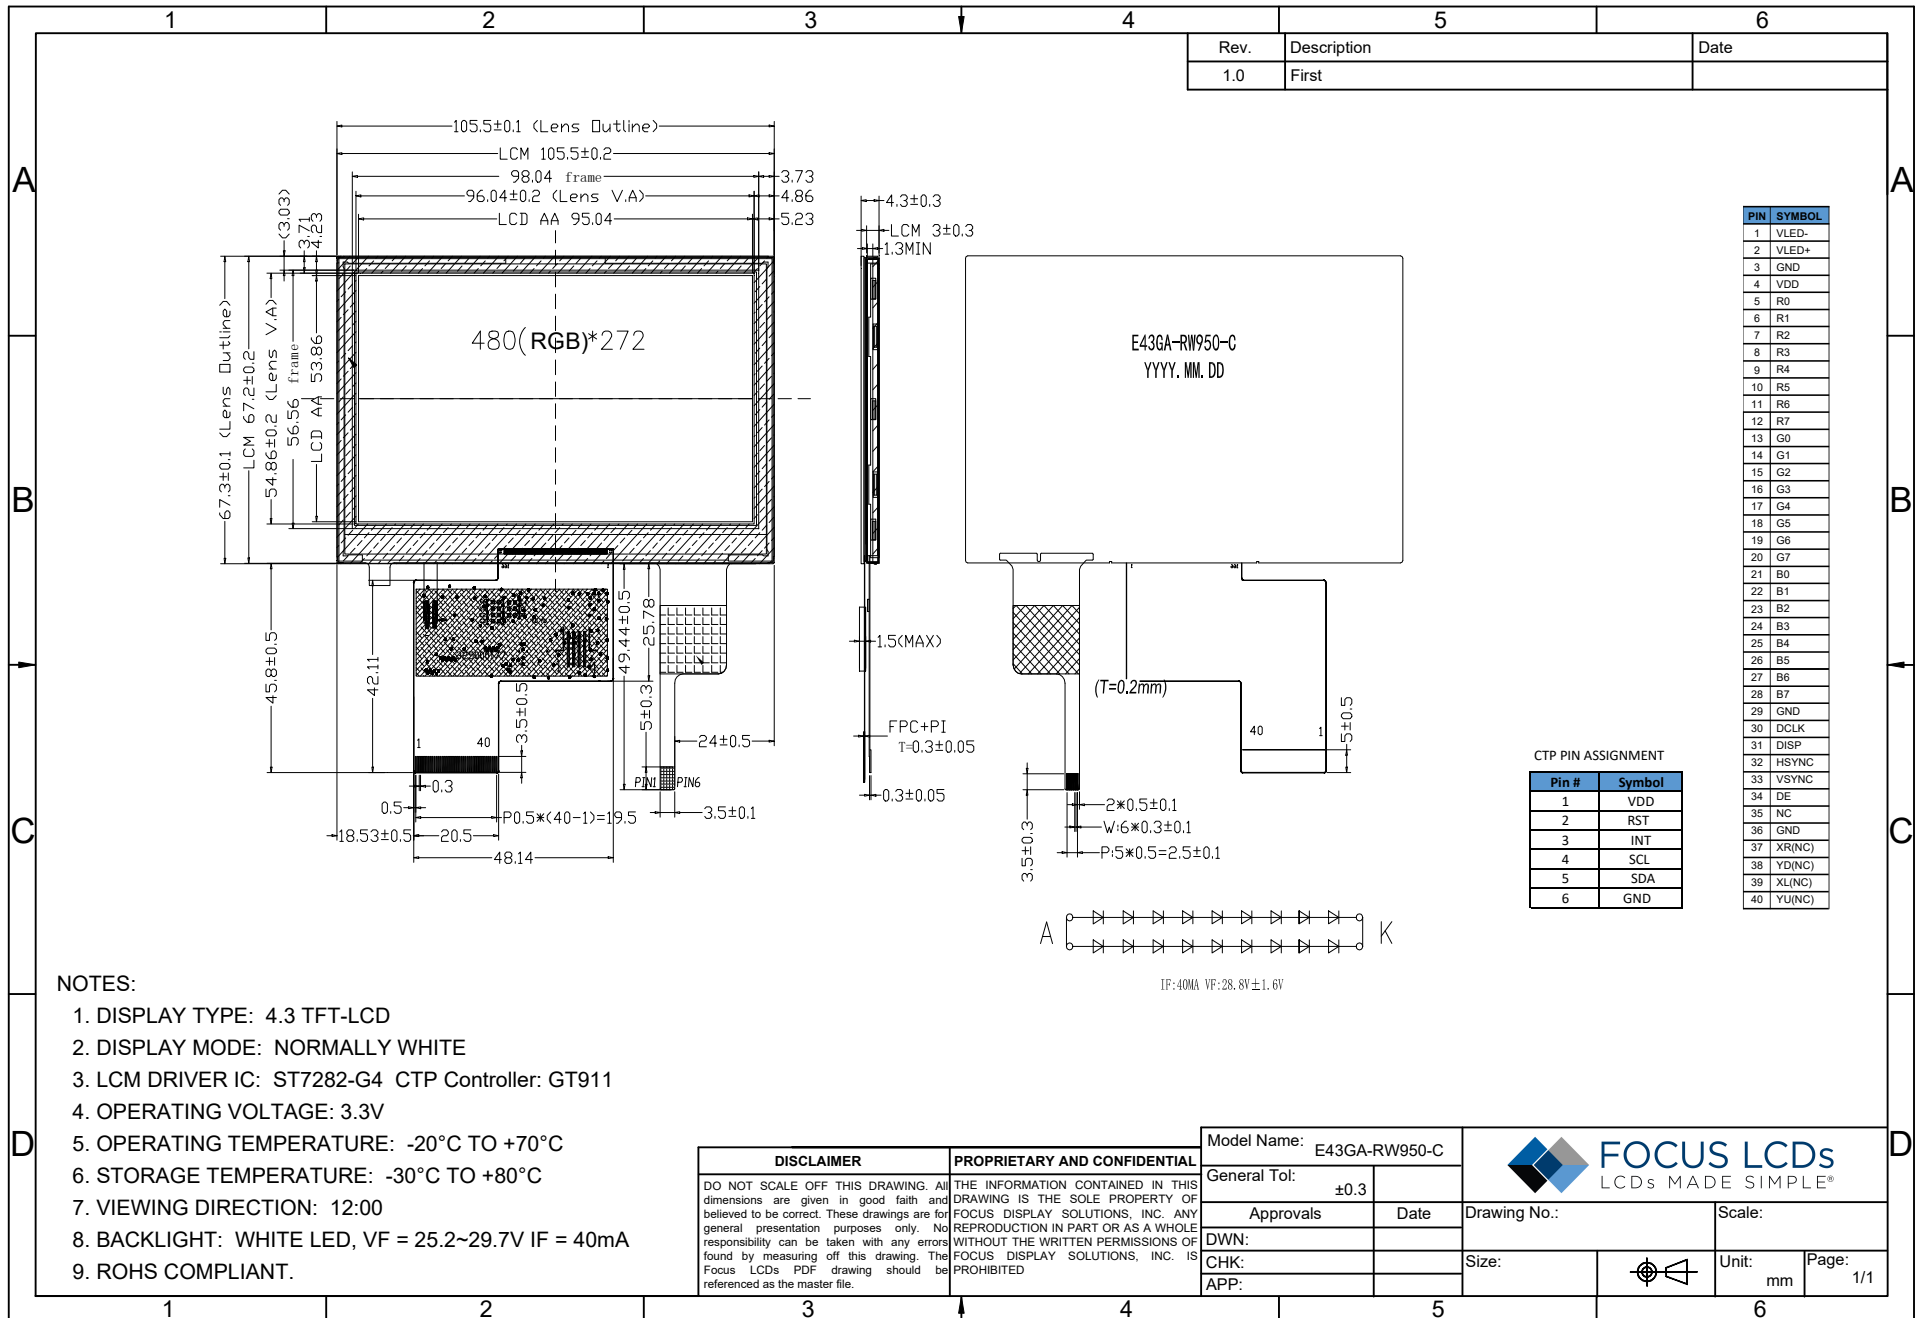 1 2 3 4 5 6
A A
B B
C C
D D
Rev. Description Date
1.0 First
105.5±0.1 (Lens Outline)
LCM 105.5±0.2
98.04 frame 3.73
96.04±0.2 (Lens V.A) 4.86
LCD AA 95.04 5.23
(3.03)
3.71
4.23
67.3±0.1 (Lens Outline)
LCM 67.2±0.2
54.86±0.2 (Lens V.A)
56.56 frame
LCD AA 53.86
480(RGB)*272
4.3±0.3
LCM 3±0.3
1.3MIN
E43GA-RW950-C
YYYY. MM. DD
45.8±0.5
42.11
3.5±0.5
49.44±0.5
25.78
5±0.3
24±0.5
1 40
PIN1 PIN6
0.3
0.5
P0.5*(40-1)=19.5
3.5±0.1
18.53±0.5
20.5
48.14
1.5(MAX)
FPC+PI
T=0.3±0.05
0.3±0.05
(T=0.2mm)
40 1
5±0.5
3.5±0.3
2*0.5±0.1
W:6*0.3±0.1
P:5*0.5=2.5±0.1
A K
IF:40MA VF:28.8V±1.6V
CTP PIN ASSIGNMENT
Pin # Symbol
1 VDD
2 RST
3 INT
4 SCL
5 SDA
6 GND
PIN SYMBOL
1 VLED-
2 VLED+
3 GND
4 VDD
5 R0
6 R1
7 R2
8 R3
9 R4
10 R5
11 R6
12 R7
13 G0
14 G1
15 G2
16 G3
17 G4
18 G5
19 G6
20 G7
21 B0
22 B1
23 B2
24 B3
25 B4
26 B5
27 B6
28 B7
29 GND
30 DCLK
31 DISP
32 HSYNC
33 VSYNC
34 DE
35 NC
36 GND
37 XR(NC)
38 YD(NC)
39 XL(NC)
40 YU(NC)
NOTES:
1. DISPLAY TYPE: 4.3 TFT-LCD
2. DISPLAY MODE: NORMALLY WHITE
3. LCM DRIVER IC: ST7282-G4 CTP Controller: GT911
4. OPERATING VOLTAGE: 3.3V
5. OPERATING TEMPERATURE: -20°C TO +70°C
6. STORAGE TEMPERATURE: -30°C TO +80°C
7. VIEWING DIRECTION: 12:00
8. BACKLIGHT: WHITE LED, VF = 25.2~29.7V IF = 40mA
9. ROHS COMPLIANT.
DISCLAIMER
DO NOT SCALE OFF THIS DRAWING. All
dimensions are given in good faith and
believed to be correct. These drawings are for
general presentation purposes only. No
responsibility can be taken with any errors
found by measuring off this drawing. The
Focus LCDs PDF drawing should be
referenced as the master file.
PROPRIETARY AND CONFIDENTIAL
THE INFORMATION CONTAINED IN THIS
DRAWING IS THE SOLE PROPERTY OF
FOCUS DISPLAY SOLUTIONS, INC. ANY
REPRODUCTION IN PART OR AS A WHOLE
WITHOUT THE WRITTEN PERMISSIONS OF
FOCUS DISPLAY SOLUTIONS, INC. IS
PROHIBITED
Model Name: E43GA-RW950-C
General Tol: ±0.3
Approvals Date
DWN:
CHK:
APP:
FOCUS LCDs
LCDs MADE SIMPLE®
Drawing No.: Scale:
Size: Unit: mm Page: 1/1
1 2 3 4 5 6